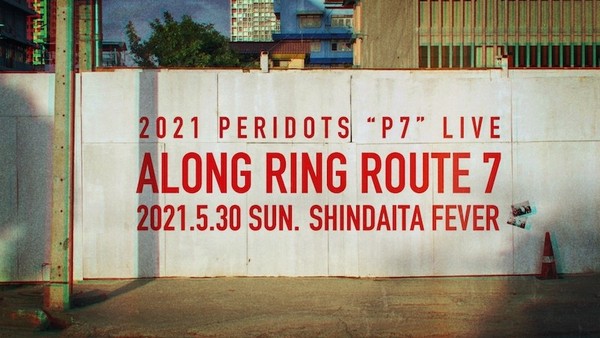 2021 PERIDOTS “P7” LIVE
ALONG RING ROUTE 7
2021.5.30 SUN. SHINDAITA FEVER